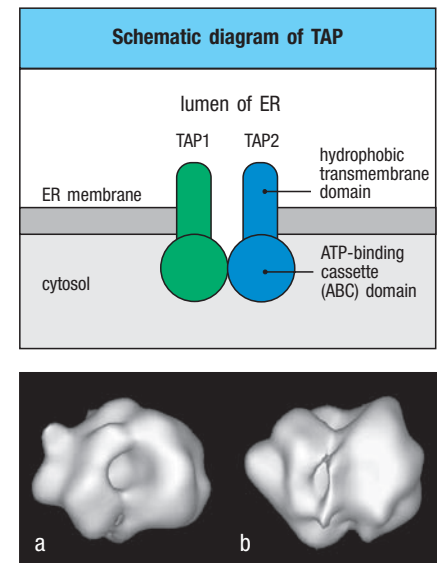 Schematic diagram of TAP
lumen of ER
TAP1
TAP2
hydrophobic
transmembrane
domain
ER membrane
ATP-binding
cassette
(ABC) domain
cytosol
a
b